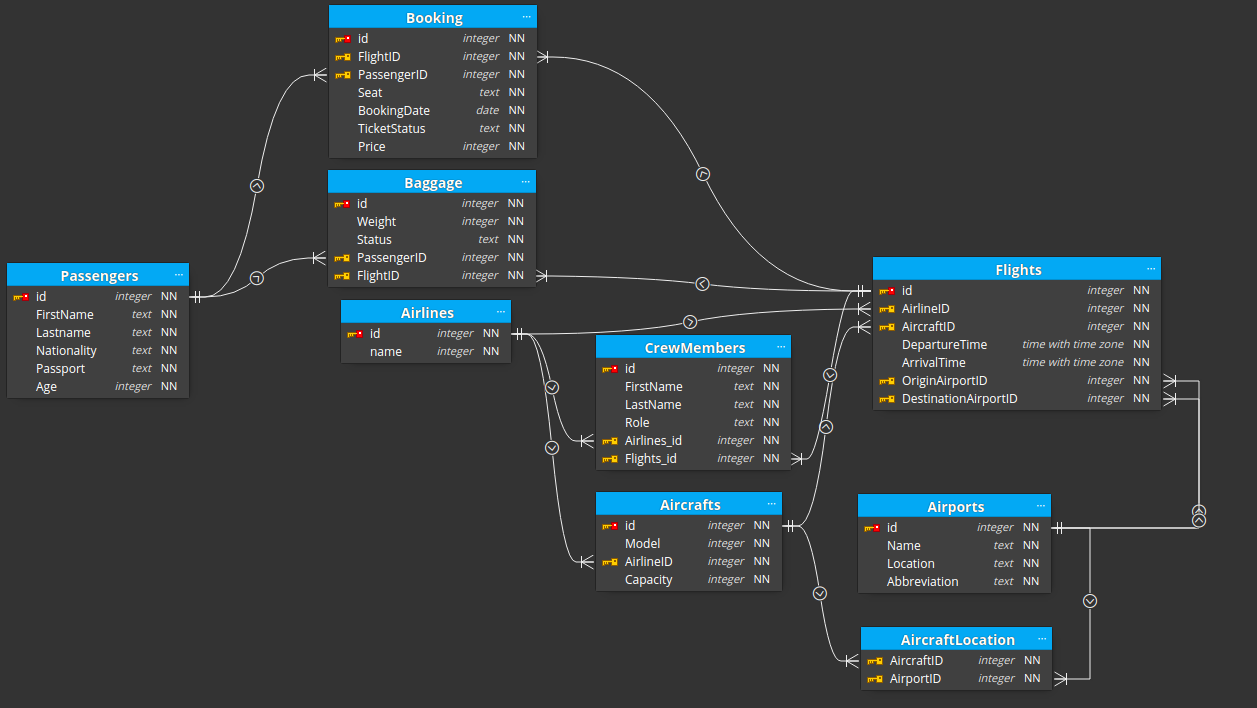 Booking ...
id integer NN
FlightID integer NN
PassengerID integer NN
Seat text NN
BookingDate date NN
TicketStatus text NN
Price integer NN
Baggage ...
id integer NN
Weight integer NN
Status text NN
PassengerID integer NN
FlightID integer NN
Passengers ...
id integer NN
FirstName text NN
Lastname text NN
Nationality text NN
Passport text NN
Age integer NN
Airlines ...
id integer NN
name integer NN
CrewMembers ...
id integer NN
FirstName text NN
LastName text NN
Role text NN
Airlines_id integer NN
Flights_id integer NN
Flights ...
id integer NN
AirlineID integer NN
AircraftID integer NN
DepartureTime time with time zone NN
ArrivalTime time with time zone NN
OriginAirportID integer NN
DestinationAirportID integer NN
Aircrafts ...
id integer NN
Model integer NN
AirlineID integer NN
Capacity integer NN
Airports ...
id integer NN
Name text NN
Location text NN
Abbreviation text NN
AircraftLocation ...
AircraftID integer NN
AirportID integer NN